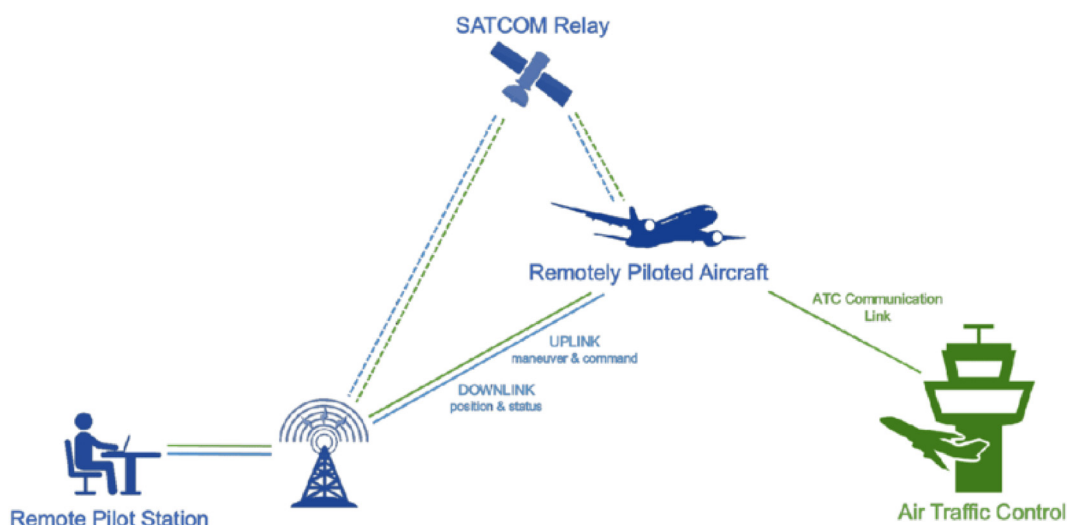 SATCOM Relay
Remotely Piloted Aircraft
ATC Communication
Link
UPLINK
maneuver & command
DOWNLINK
position & status
Remote Pilot Station
Air Traffic Control